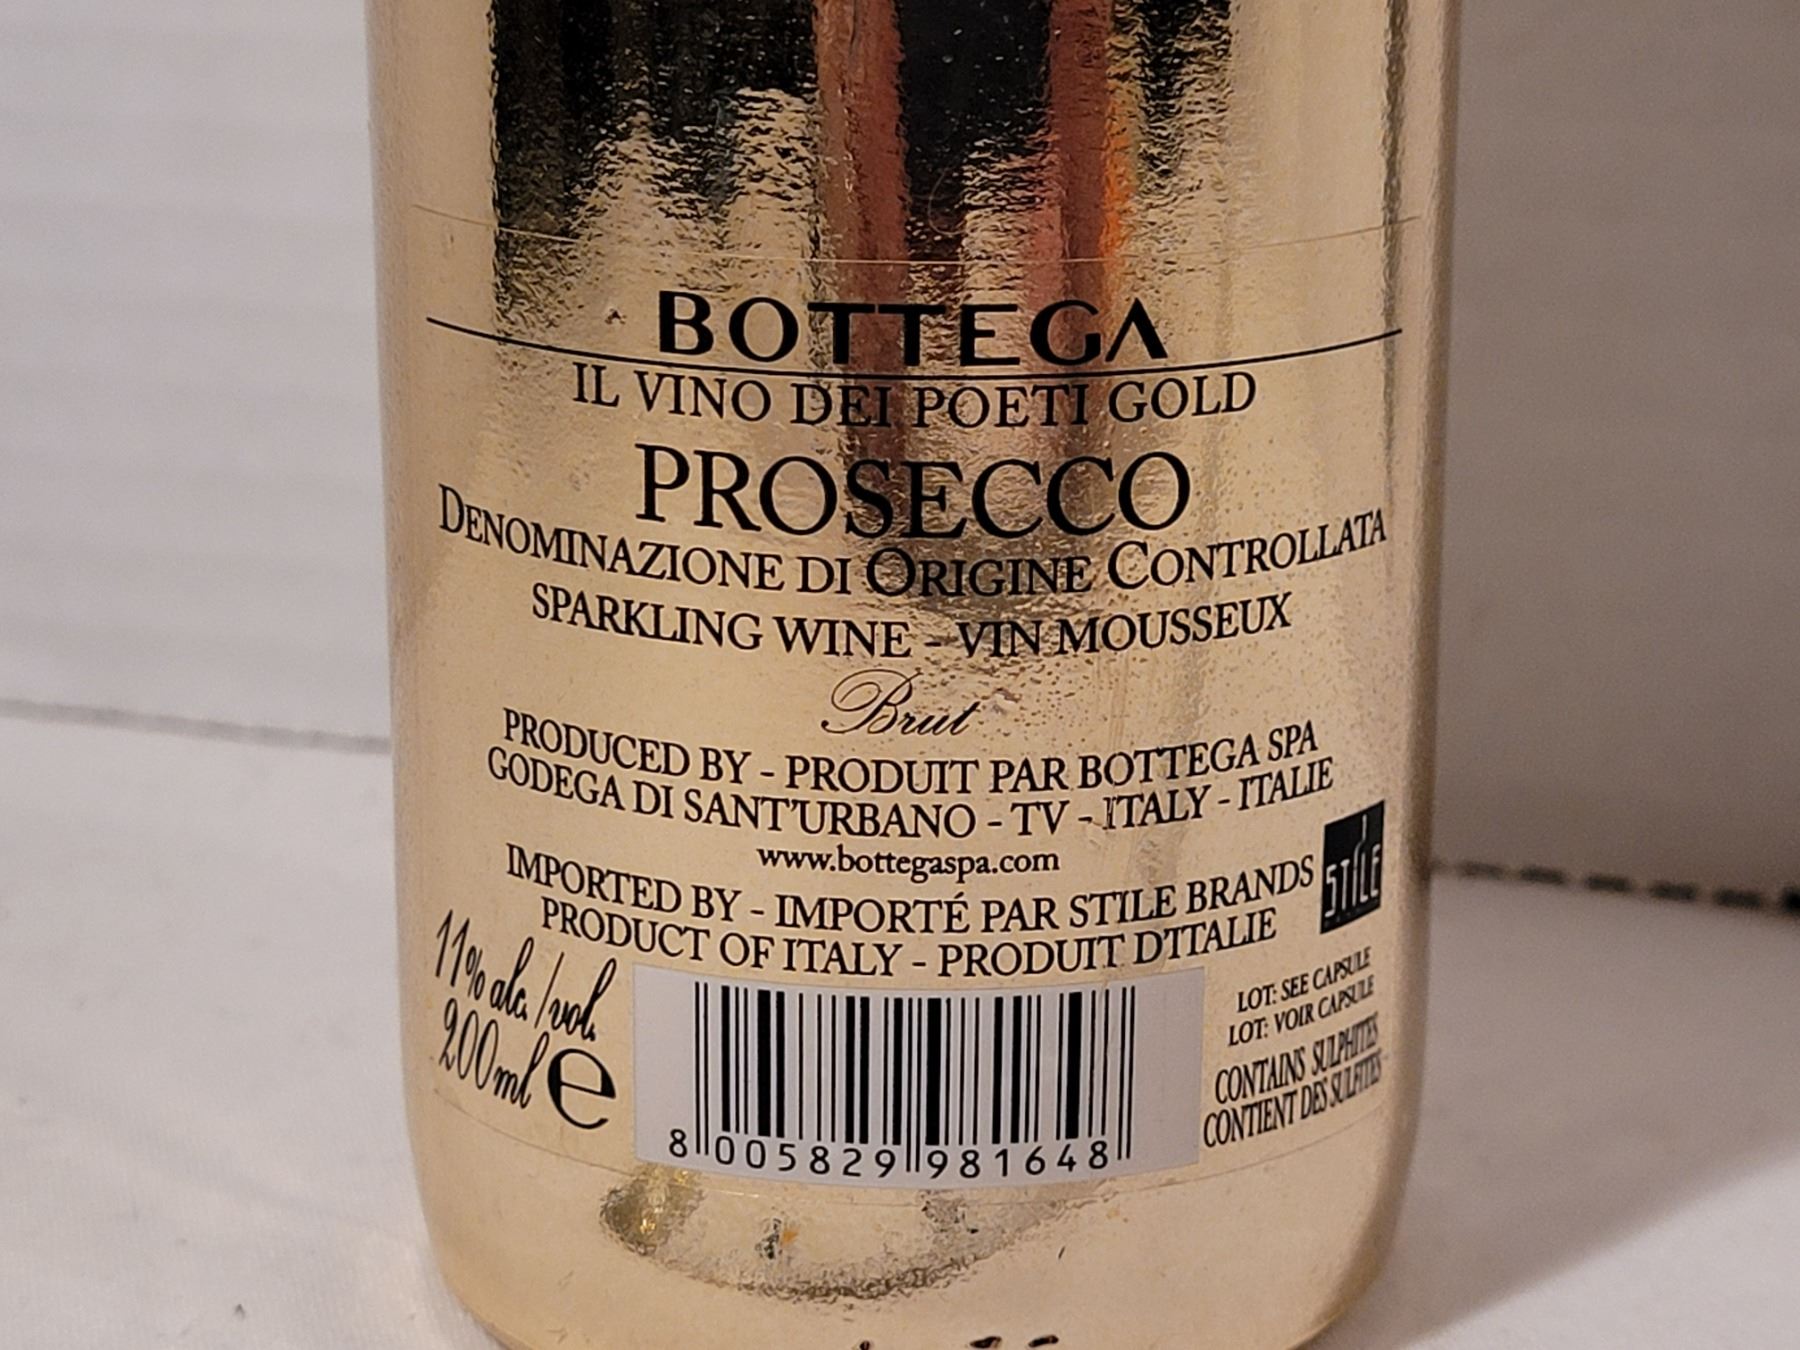 BOTTEGA
IL VINO DEI POETI GOLD
PROSECCO
DENOMINAZIONE DI ORIGINE CONTROLLATA
SPARKLING WINE - VIN MOUSSEUX
Brut
PRODUCED BY - PRODUIT PAR BOTTEGA SPA
GODEGA DI SANT'URBANO - TV - ITALY - ITALIE
www.bottegaspa.com
IMPORTED BY - IMPORTÉ PAR STILE BRANDS
STILE
PRODUCT OF ITALY - PRODUIT D'ITALIE
11% alc./vol.
200ml e
LOT: SEE CAPSULE
LOT: VOIR CAPSULE
CONTAINS SULPHITES
CONTIENT DES SULFITES
8 005829 981648